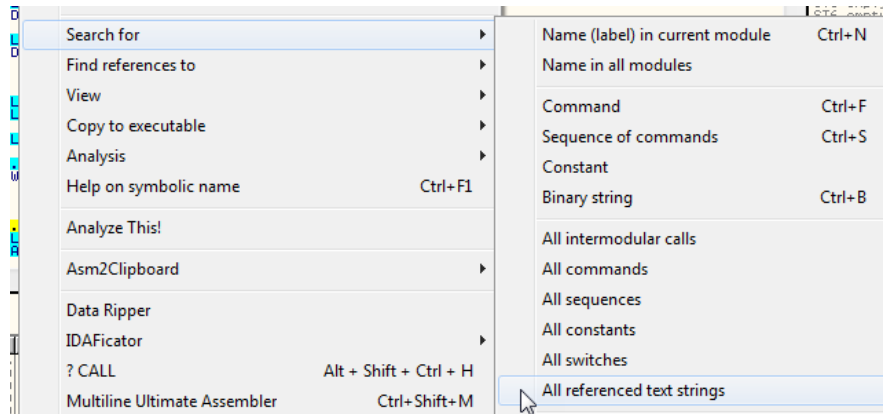 Search for
Find references to
View
Copy to executable
Analysis
Help on symbolic name Ctrl+F1
Analyze This!
Asm2Clipboard
Data Ripper
IDAFicator
? CALL Alt + Shift + Ctrl + H
Multiline Ultimate Assembler Ctrl+Shift+M
Name (label) in current module Ctrl+N
Name in all modules
Command Ctrl+F
Sequence of commands Ctrl+S
Constant
Binary string Ctrl+B
All intermodular calls
All commands
All sequences
All constants
All switches
All referenced text strings